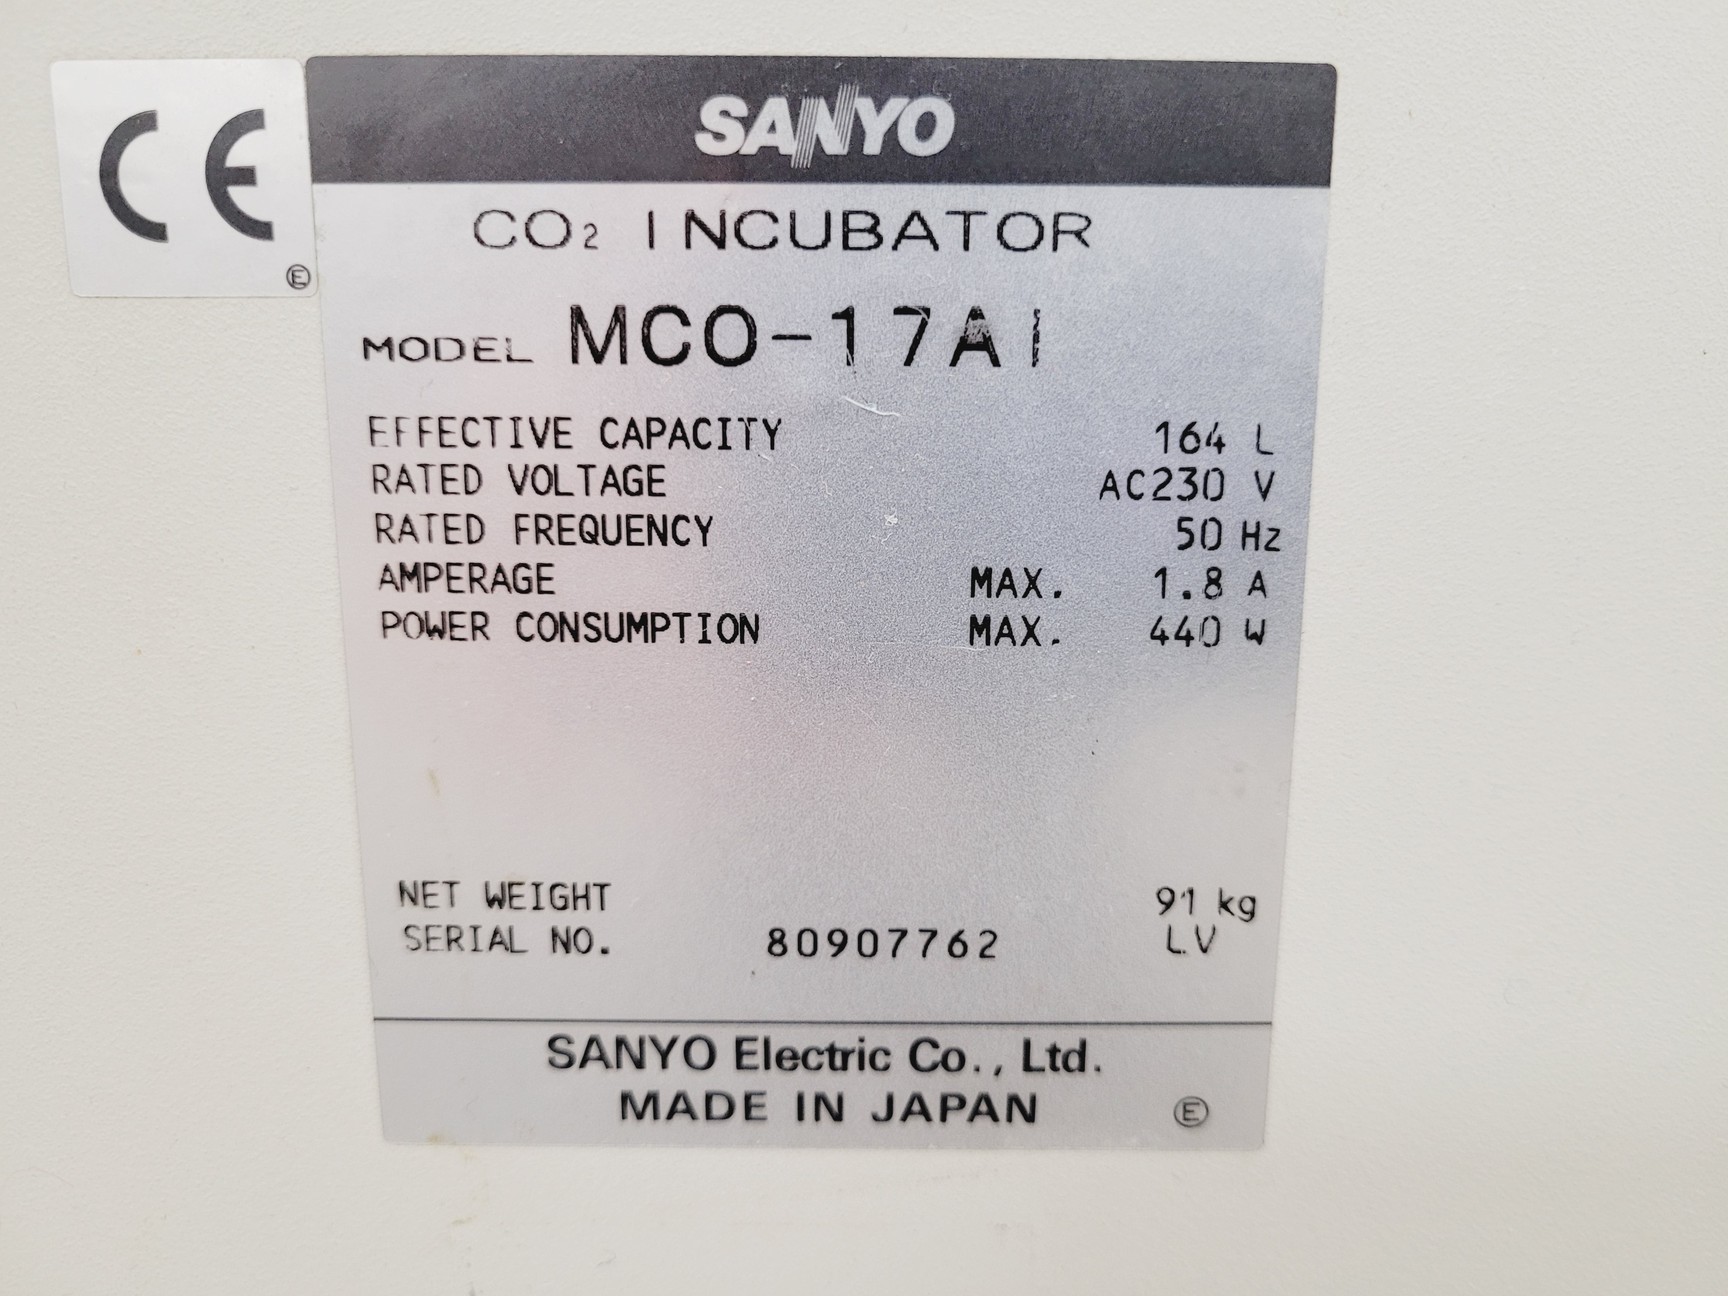 CE
Ⓔ
SANYO
CO₂ INCUBATOR
MODEL MCO-17AI
EFFECTIVE CAPACITY 164 L
RATED VOLTAGE AC230 V
RATED FREQUENCY 50 Hz
AMPERAGE MAX. 1.8 A
POWER CONSUMPTION MAX. 440 W
NET WEIGHT 91 kg
SERIAL NO. 80907762 LV
SANYO Electric Co., Ltd.
MADE IN JAPAN Ⓔ